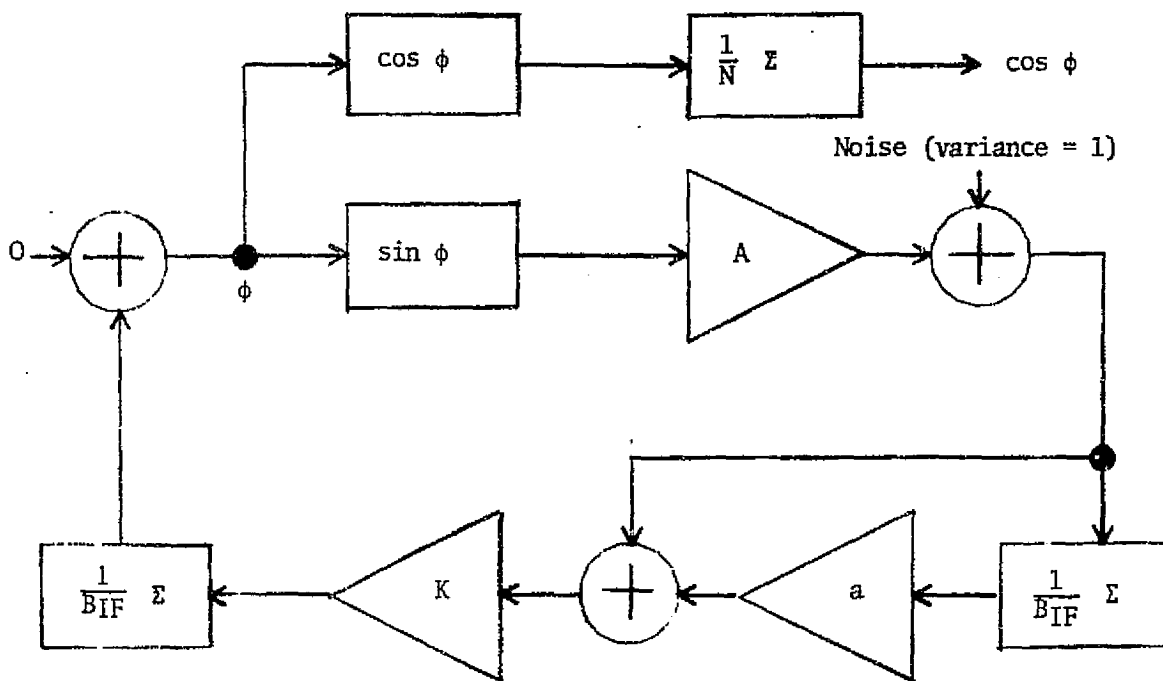 cos ϕ
1/N Σ
cos ϕ
Noise (variance = 1)
0
ϕ
sin ϕ
A
1/B_IF Σ
K
a
1/B_IF Σ